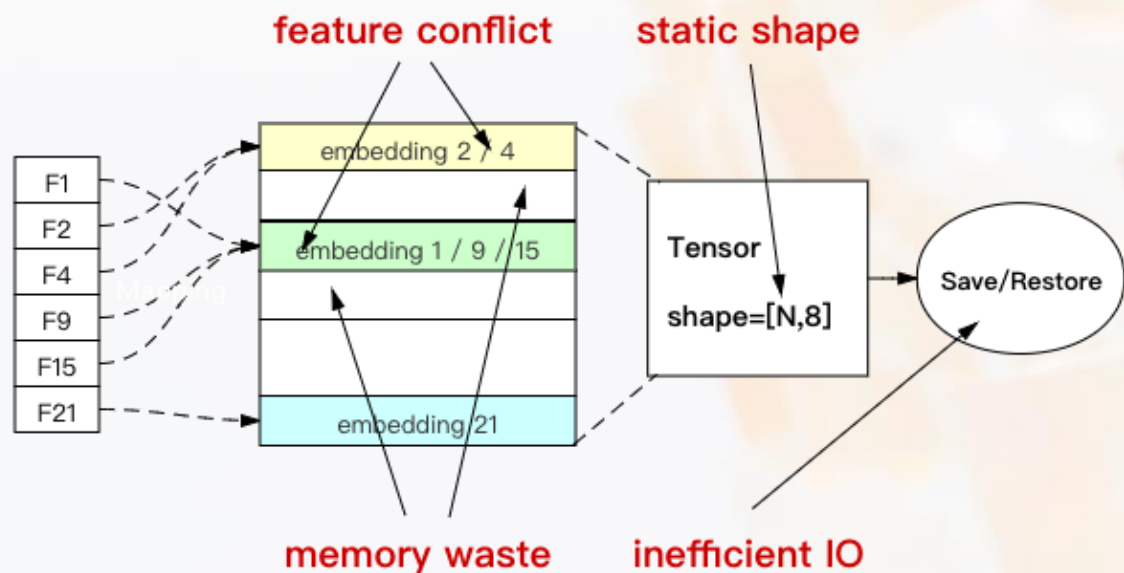 feature conflict
static shape
embedding 2 / 4
F1
F2
F4
F9
F15
F21
Mapping
embedding 1 / 9 / 15
embedding 21
Tensor
shape=[N,8]
Save/Restore
memory waste
inefficient IO